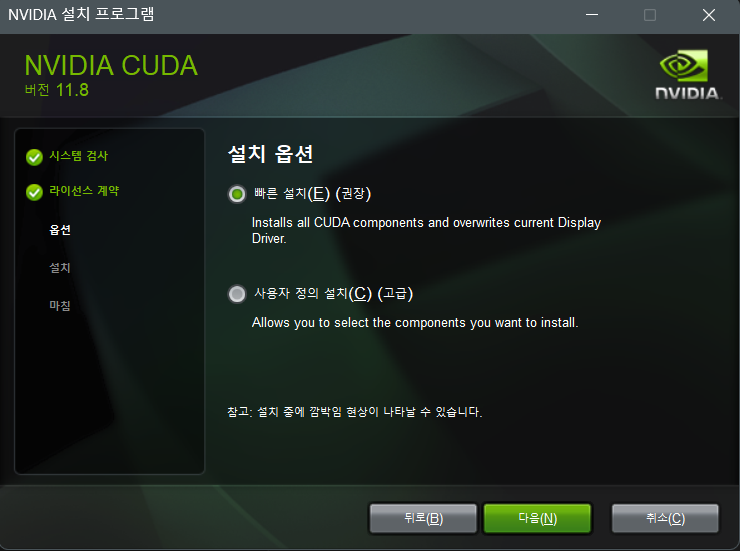 NVIDIA 설치 프로그램
NVIDIA CUDA
버전 11.8
NVIDIA.
시스템 검사
라이선스 계약
옵션
설치
마침
설치 옵션
빠른 설치(E) (권장)
Installs all CUDA components and overwrites current Display
Driver.
사용자 정의 설치(C) (고급)
Allows you to select the components you want to install.
참고: 설치 중에 깜박임 현상이 나타날 수 있습니다.
뒤로(B)
다음(N)
취소(C)